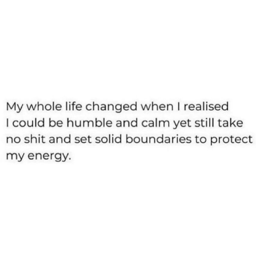 My whole life changed when I realised
I could be humble and calm yet still take
no shit and set solid boundaries to protect
my energy.